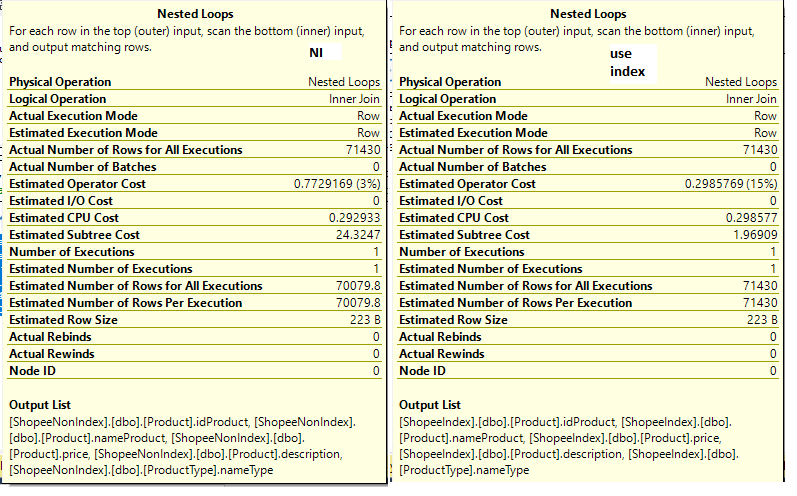 Nested Loops
For each row in the top (outer) input, scan the bottom (inner) input,
and output matching rows.
NI
Physical Operation Nested Loops
Logical Operation Inner Join
Actual Execution Mode Row
Estimated Execution Mode Row
Actual Number of Rows for All Executions 71430
Actual Number of Batches 0
Estimated Operator Cost 0.7729169 (3%)
Estimated I/O Cost 0
Estimated CPU Cost 0.292933
Estimated Subtree Cost 24.3247
Number of Executions 1
Estimated Number of Executions 1
Estimated Number of Rows for All Executions 70079.8
Estimated Number of Rows Per Execution 70079.8
Estimated Row Size 223 B
Actual Rebinds 0
Actual Rewinds 0
Node ID 0
Output List
[ShopeeNonIndex].[dbo].[Product].idProduct, [ShopeeNonIndex].
[dbo].[Product].nameProduct, [ShopeeNonIndex].[dbo].
[Product].price, [ShopeeNonIndex].[dbo].[Product].description,
[ShopeeNonIndex].[dbo].[ProductType].nameType
Nested Loops
For each row in the top (outer) input, scan the bottom (inner) input,
and output matching rows.
use
index
Physical Operation Nested Loops
Logical Operation Inner Join
Actual Execution Mode Row
Estimated Execution Mode Row
Actual Number of Rows for All Executions 71430
Actual Number of Batches 0
Estimated Operator Cost 0.2985769 (15%)
Estimated I/O Cost 0
Estimated CPU Cost 0.298577
Estimated Subtree Cost 1.96909
Number of Executions 1
Estimated Number of Executions 1
Estimated Number of Rows for All Executions 71430
Estimated Number of Rows Per Execution 71430
Estimated Row Size 223 B
Actual Rebinds 0
Actual Rewinds 0
Node ID 0
Output List
[ShopeeIndex].[dbo].[Product].idProduct, [ShopeeIndex].[dbo].
[Product].nameProduct, [ShopeeIndex].[dbo].[Product].price,
[ShopeeIndex].[dbo].[Product].description, [ShopeeIndex].[dbo].
[ProductType].nameType